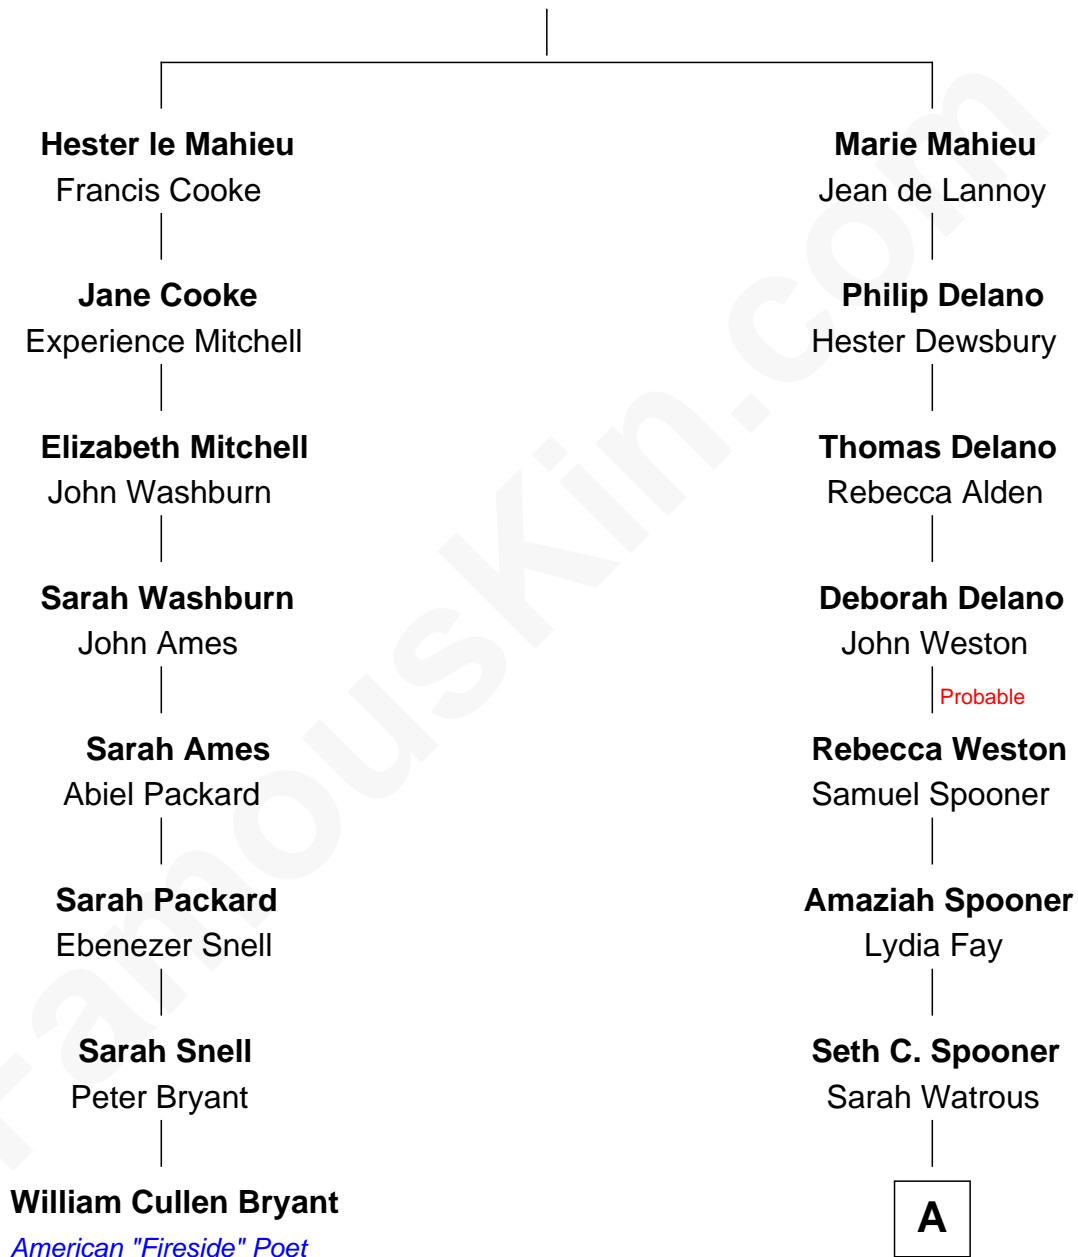 Hester le Mahieu
Francis Cooke
Jane Cooke
Experience Mitchell
Elizabeth Mitchell
John Washburn
Sarah Washburn
John Ames
Sarah Ames
Abiel Packard
Sarah Packard
Ebenezer Snell
Sarah Snell
Peter Bryant
William Cullen Bryant
American "Fireside" Poet
Marie Mahieu
Jean de Lannoy
Philip Delano
Hester Dewsbury
Thomas Delano
Rebecca Alden
Deborah Delano
John Weston
Probable
Rebecca Weston
Samuel Spooner
Amaziah Spooner
Lydia Fay
Seth C. Spooner
Sarah Watrous
A
FamousKin.com